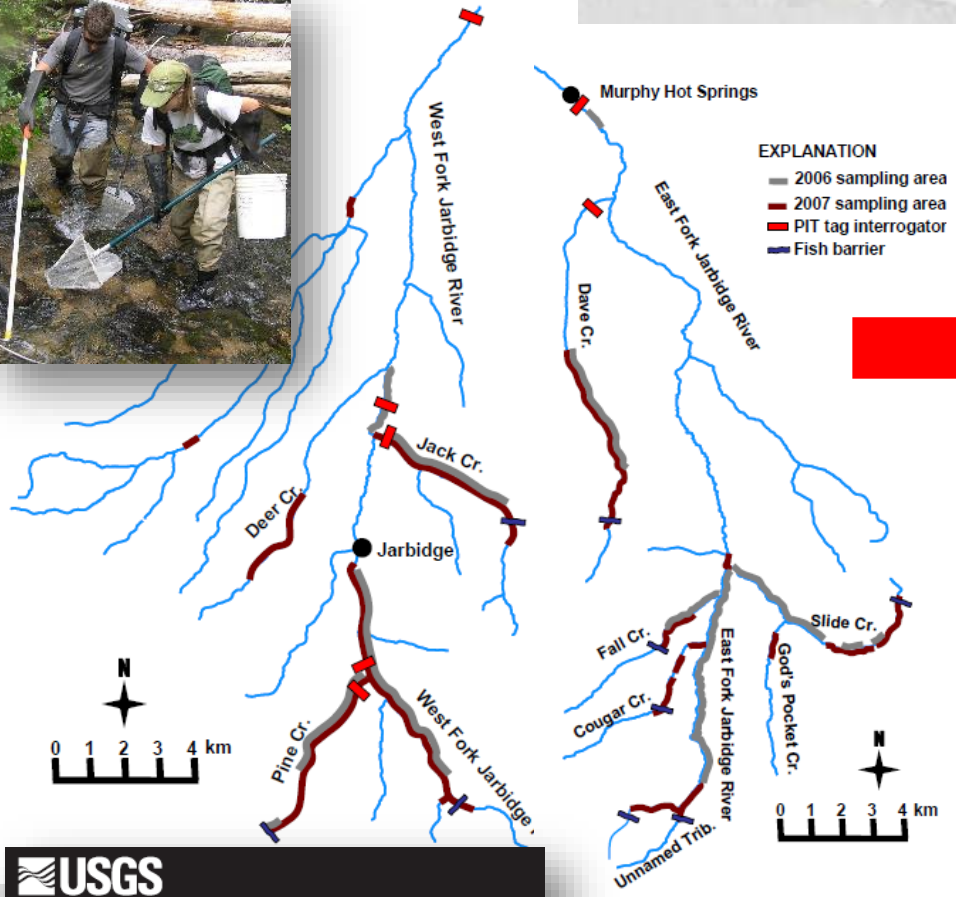 West Fork Jarbidge River
Murphy Hot Springs
EXPLANATION
2006 sampling area
2007 sampling area
PIT tag interrogator
Fish barrier
East Fork Jarbidge River
Dave Cr.
Jack Cr.
Deer Cr.
Jarbidge
Slide Cr.
Fall Cr.
God's Pocket Cr.
East Fork Jarbidge River
Cougar Cr.
N
0 1 2 3 4 km
Pine Cr.
West Fork Jarbidge
N
0 1 2 3 4 km
Unnamed Trib.
USGS